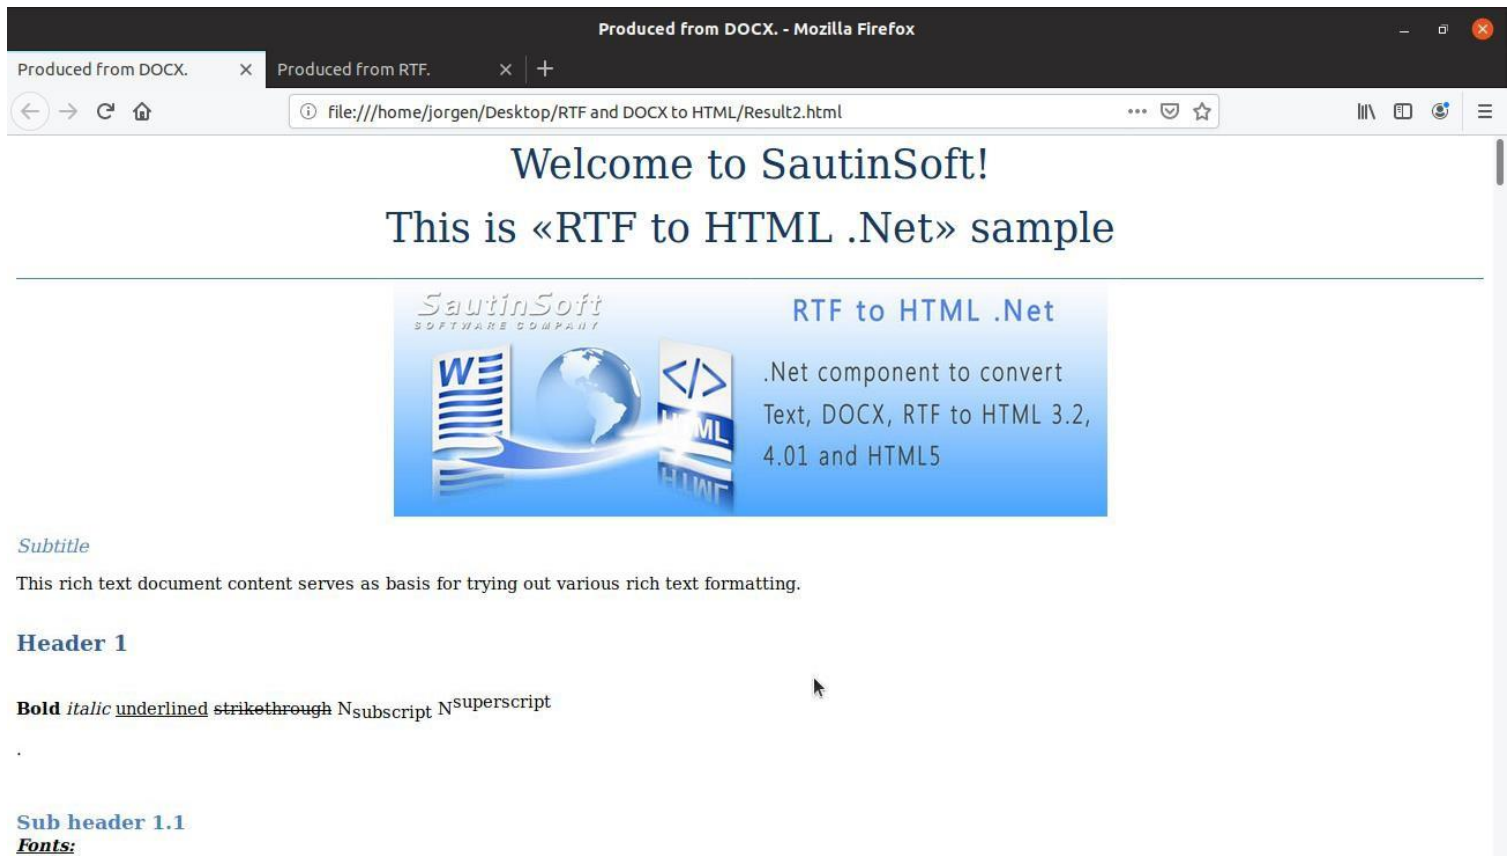 Produced from DOCX. - Mozilla Firefox
Produced from DOCX.
Produced from RTF.
file:///home/jorgen/Desktop/RTF and DOCX to HTML/Result2.html
Welcome to SautinSoft!
This is «RTF to HTML .Net» sample
SautinSoft
SOFTWARE COMPANY
RTF to HTML .Net
W
</>
HTML
.Net component to convert
Text, DOCX, RTF to HTML 3.2,
4.01 and HTML5
Subtitle
This rich text document content serves as basis for trying out various rich text formatting.
Header 1
Bold italic underlined strikethrough Nsubscript Nsuperscript
.
Sub header 1.1
Fonts: